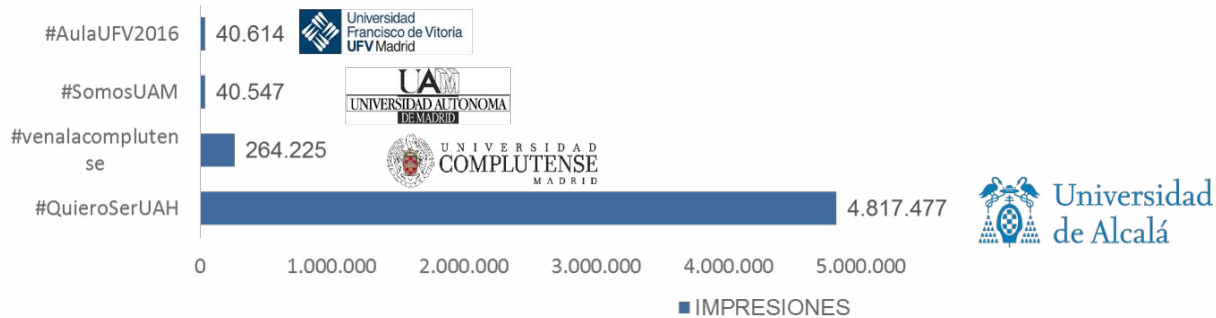 #AulaUFV2016
40.614
Universidad
Francisco de Vitoria
UFV Madrid
#SomosUAM
40.547
UAM
UNIVERSIDAD AUTONOMA
DE MADRID
#venalacompluten
se
264.225
UNIVERSIDAD
COMPLUTENSE
MADRID
#QuieroSerUAH
4.817.477
Universidad
de Alcalá
0 1.000.000 2.000.000 3.000.000 4.000.000 5.000.000
IMPRESIONES